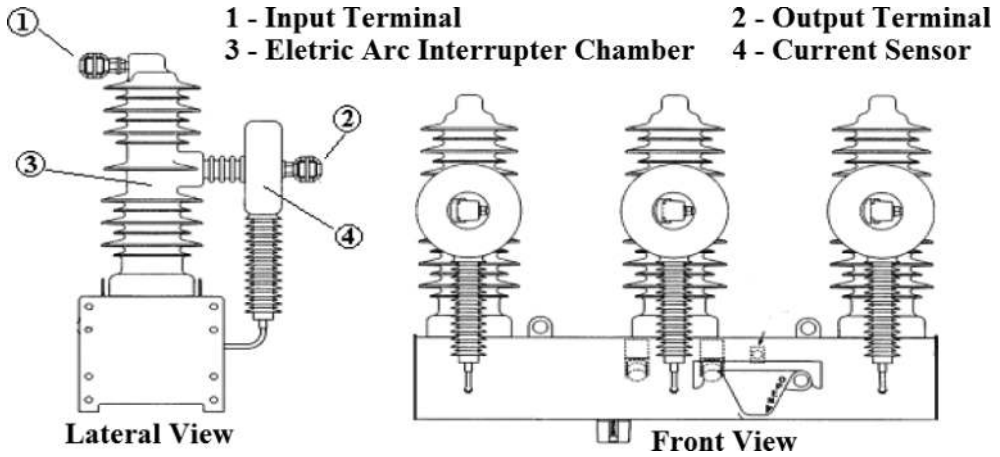 1 - Input Terminal 2 - Output Terminal
3 - Eletric Arc Interrupter Chamber 4 - Current Sensor
1
2
3
4
Lateral View
Front View